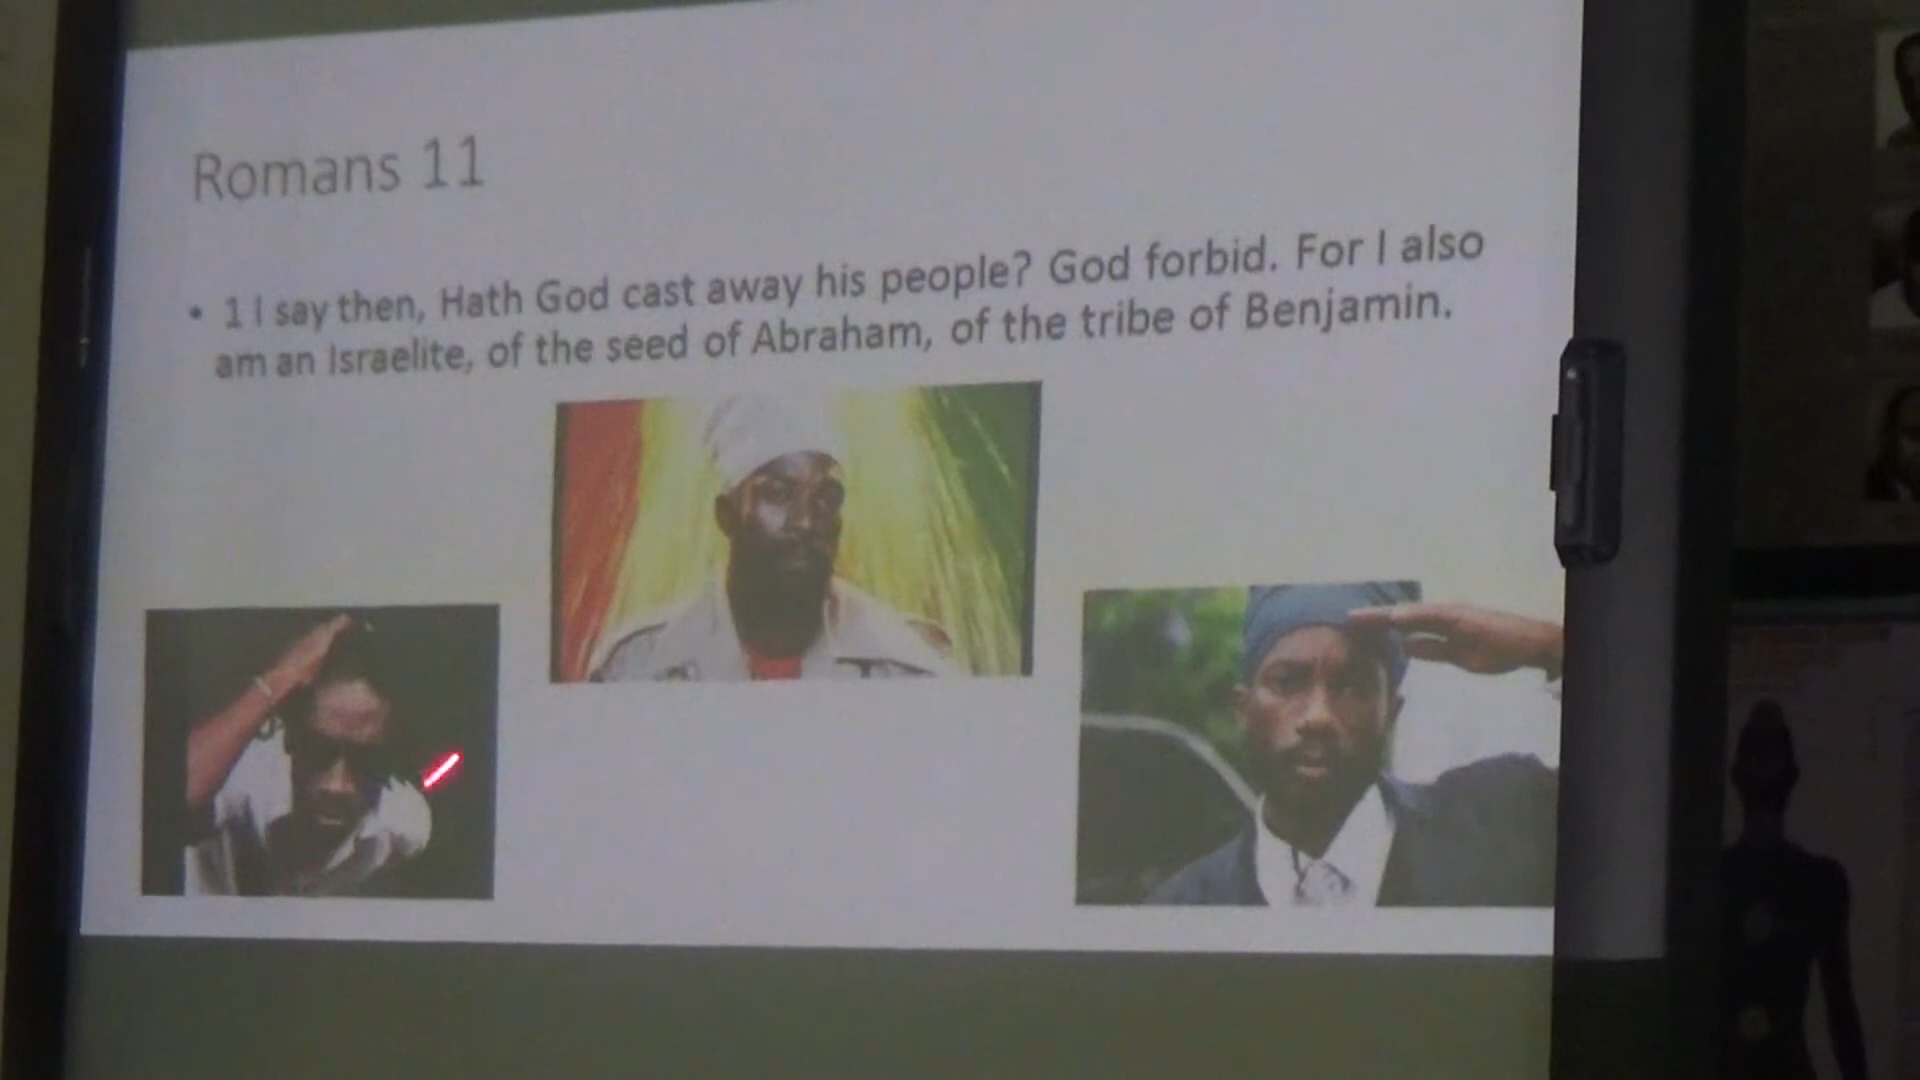 Romans 11
• 1 I say then, Hath God cast away his people? God forbid. For I also
am an Israelite, of the seed of Abraham, of the tribe of Benjamin.